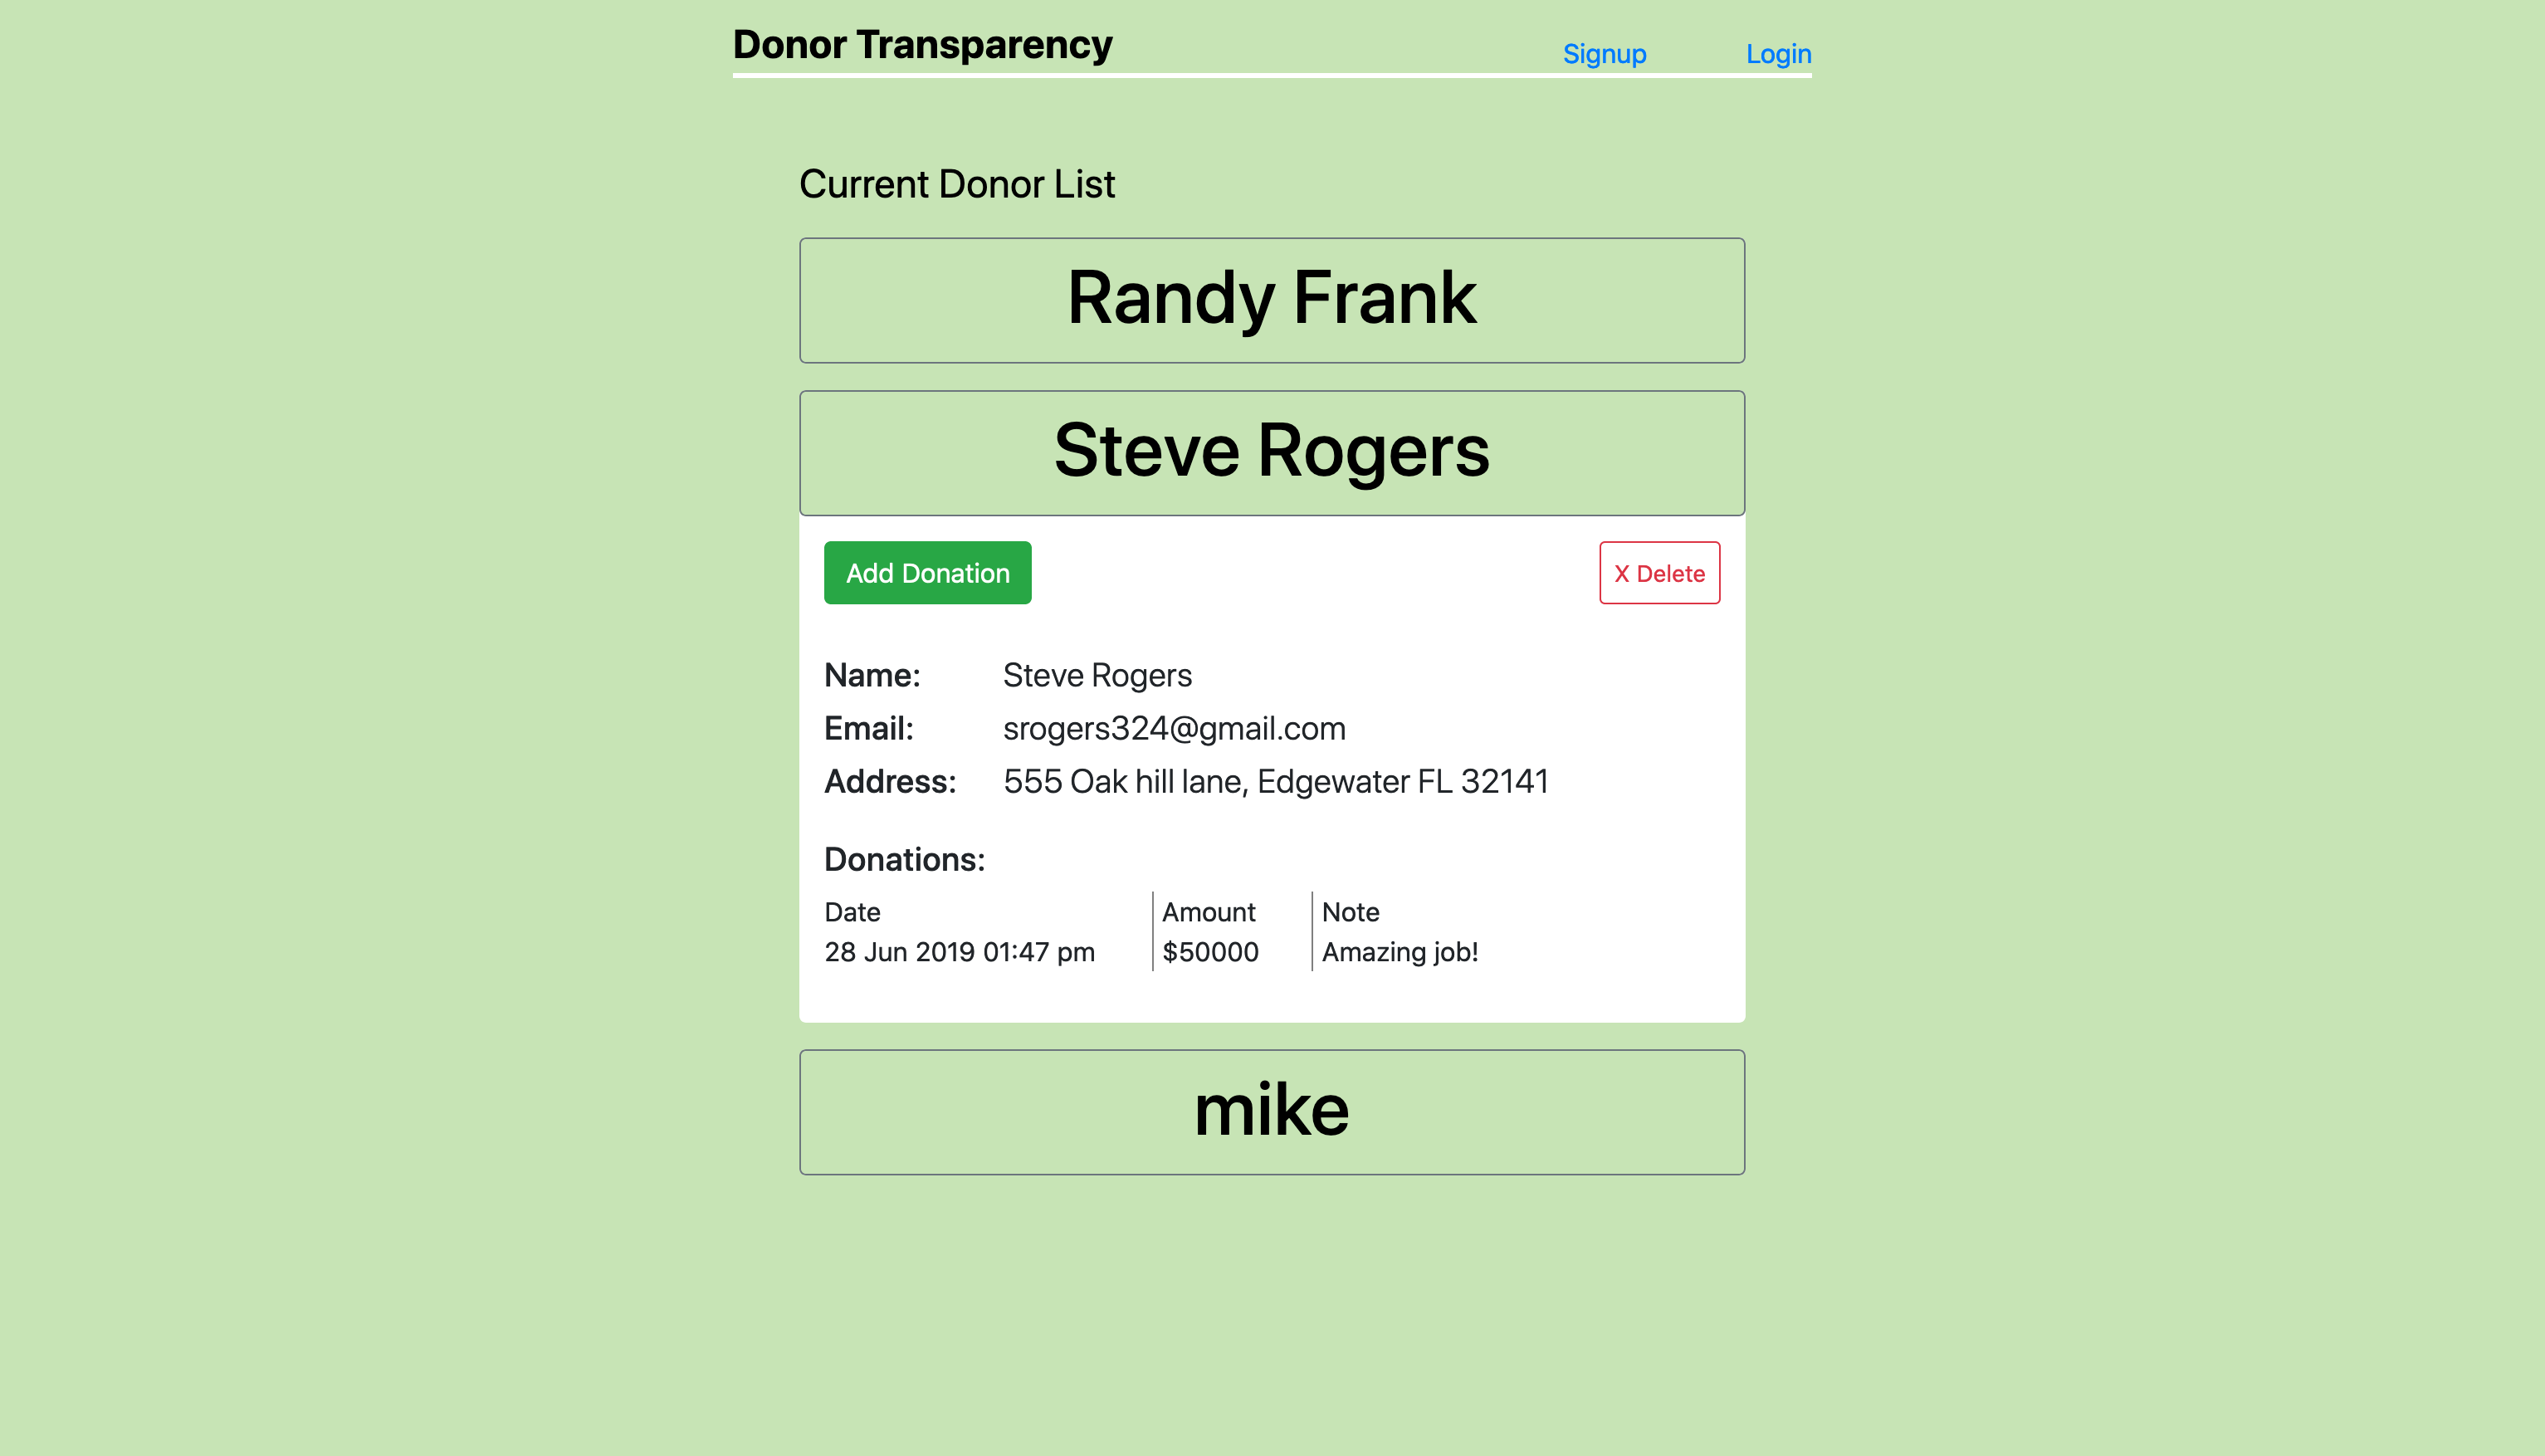 Donor Transparency Signup Login
Current Donor List
Randy Frank
Steve Rogers
Add Donation X Delete
Name: Steve Rogers
Email: srogers324@gmail.com
Address: 555 Oak hill lane, Edgewater FL 32141
Donations:
Date Amount Note
28 Jun 2019 01:47 pm $50000 Amazing job!
mike